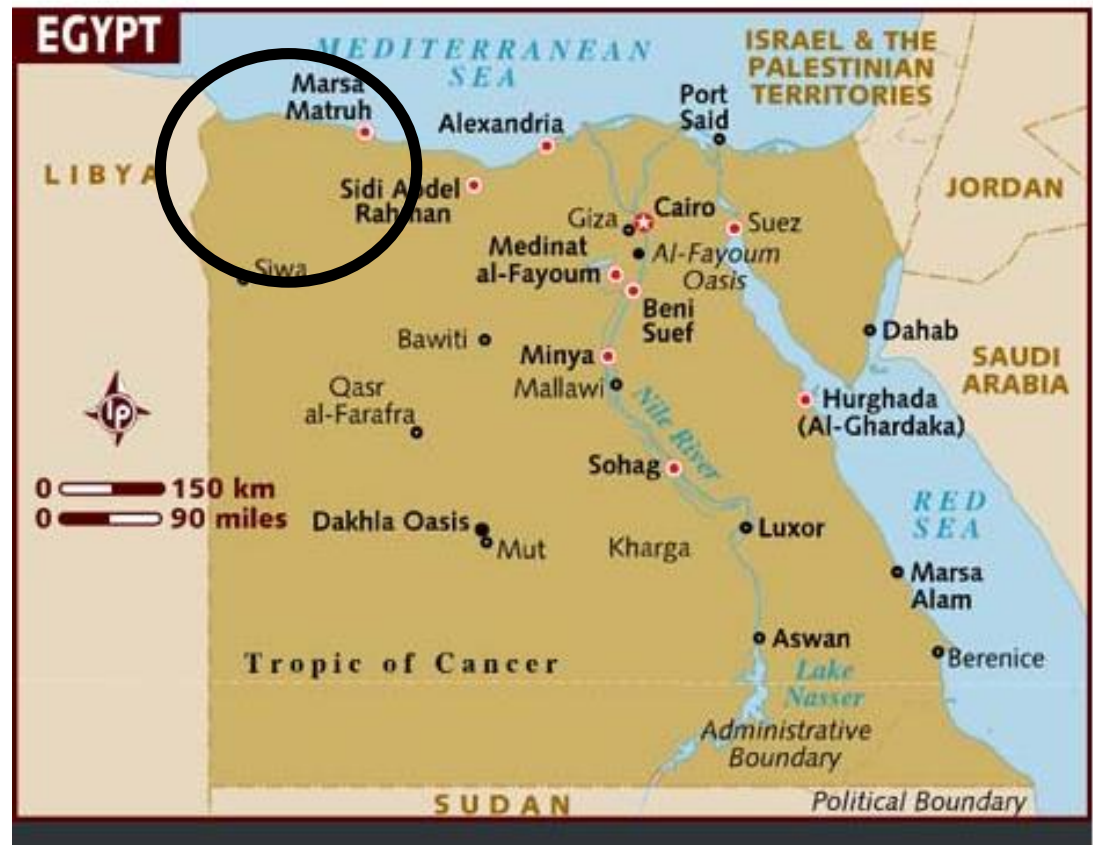 EGYPT
MEDITERRANEAN
SEA
ISRAEL & THE
PALESTINIAN
TERRITORIES
Marsa
Matruh
Alexandria
Port
Said
LIBYA
JORDAN
Sidi Abdel
Rahman
Giza
Cairo
Suez
Medinat
al-Fayoum
Al-Fayoum
Oasis
Siwa
Beni
Suef
Bawiti
Dahab
Minya
SAUDI
ARABIA
Mallawi
Qasr
al-Farafra
Nile River
Hurghada
(Al-Ghardaka)
lp
Sohag
0 150 km
0 90 miles
RED
SEA
Dakhla Oasis
Mut
Kharga
Luxor
Marsa
Alam
Aswan
Berenice
Tropic of Cancer
Lake
Nasser
Administrative
Boundary
SUDAN
Political Boundary